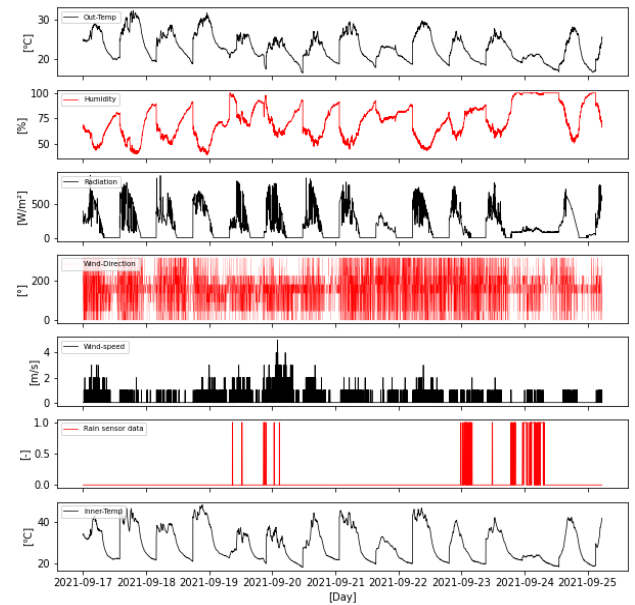 30
20
[°C]
Out-Temp
100
75
50
[%]
Humidity
500
0
[W/m²]
Radiation
200
0
[°]
Wind-Direction
4
2
0
[m/s]
Wind-speed
1.0
0.5
0.0
[-]
Rain sensor data
40
20
[°C]
Inner-Temp
2021-09-17 2021-09-18 2021-09-19 2021-09-20 2021-09-21 2021-09-22 2021-09-23 2021-09-24 2021-09-25
[Day]